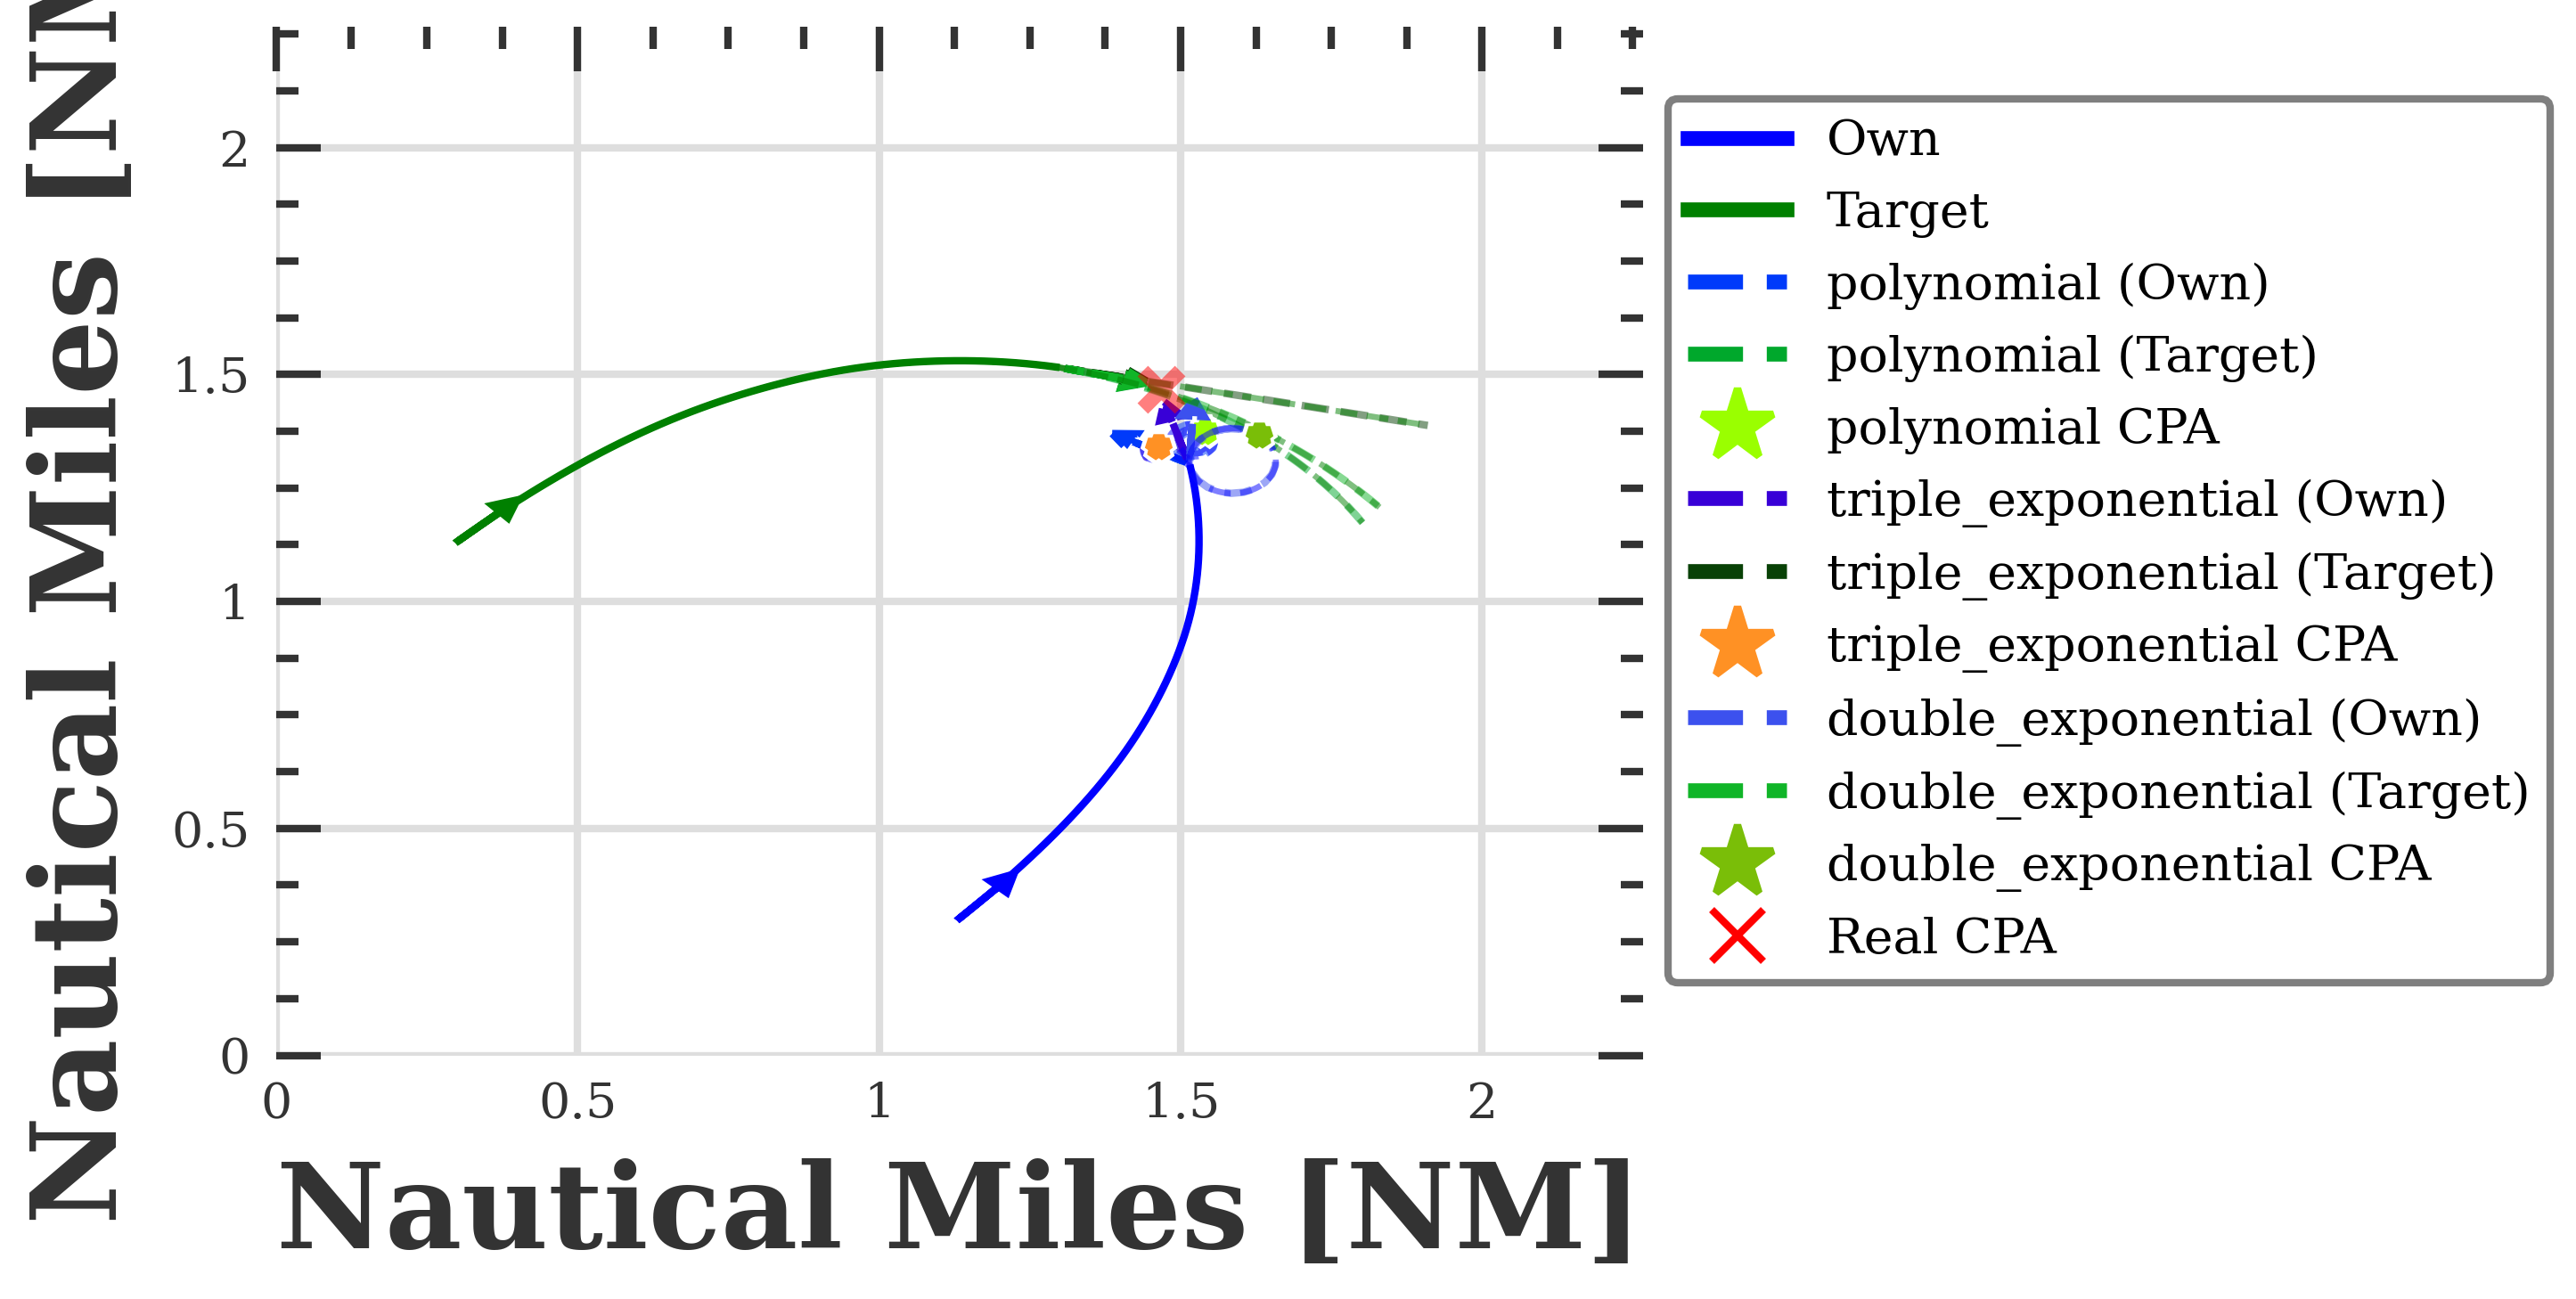 Nautical Miles [NM
2
1.5
1
0.5
0
0 0.5 1 1.5 2
Nautical Miles [NM]
Own
Target
polynomial (Own)
polynomial (Target)
polynomial CPA
triple_exponential (Own)
triple_exponential (Target)
triple_exponential CPA
double_exponential (Own)
double_exponential (Target)
double_exponential CPA
Real CPA